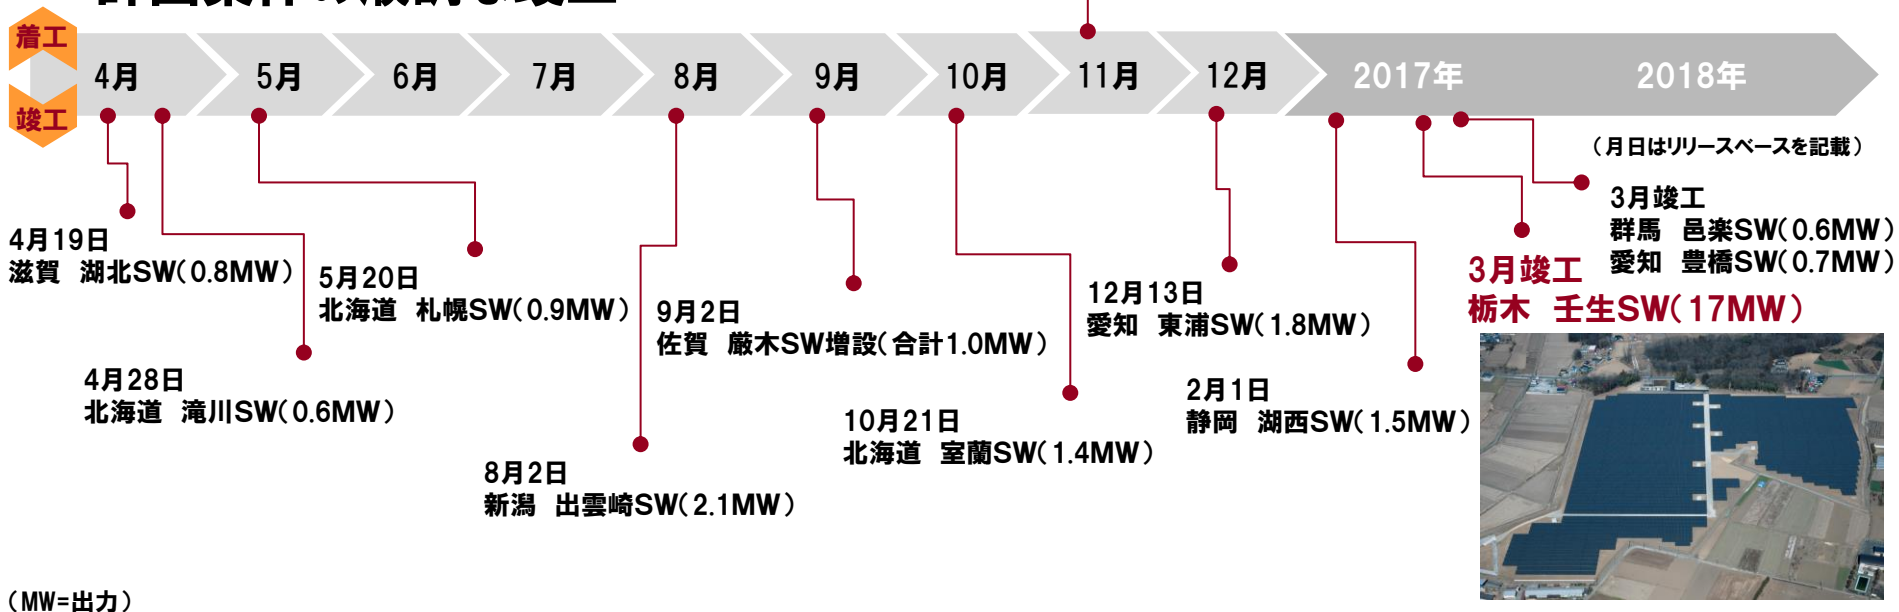 着工
竣工
4月
5月
6月
7月
8月
9月
10月
11月
12月
2017年
2018年
（月日はリリースベースを記載）
4月19日
滋賀 湖北SW（0.8MW）
4月28日
北海道 滝川SW（0.6MW）
5月20日
北海道 札幌SW（0.9MW）
8月2日
新潟 出雲崎SW（2.1MW）
9月2日
佐賀 厳木SW増設（合計1.0MW）
10月21日
北海道 室蘭SW（1.4MW）
12月13日
愛知 東浦SW（1.8MW）
2月1日
静岡 湖西SW（1.5MW）
3月竣工
栃木 壬生SW（17MW）
3月竣工
群馬 邑楽SW（0.6MW）
愛知 豊橋SW（0.7MW）
（MW=出力）